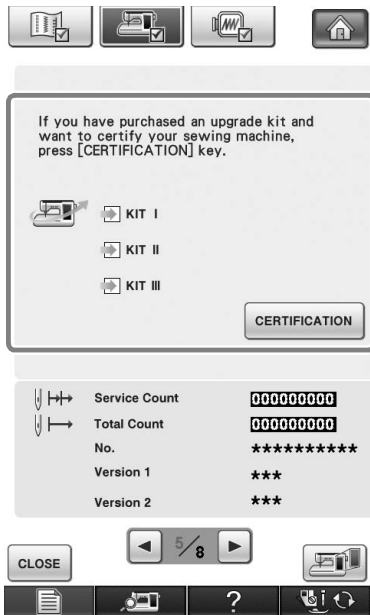 If you have purchased an upgrade kit and
want to certify your sewing machine,
press [CERTIFICATION] key.
KIT I
KIT II
KIT III
CERTIFICATION
Service Count 000000000
Total Count 000000000
No. **********
Version 1 ***
Version 2 ***
5/8
CLOSE
?